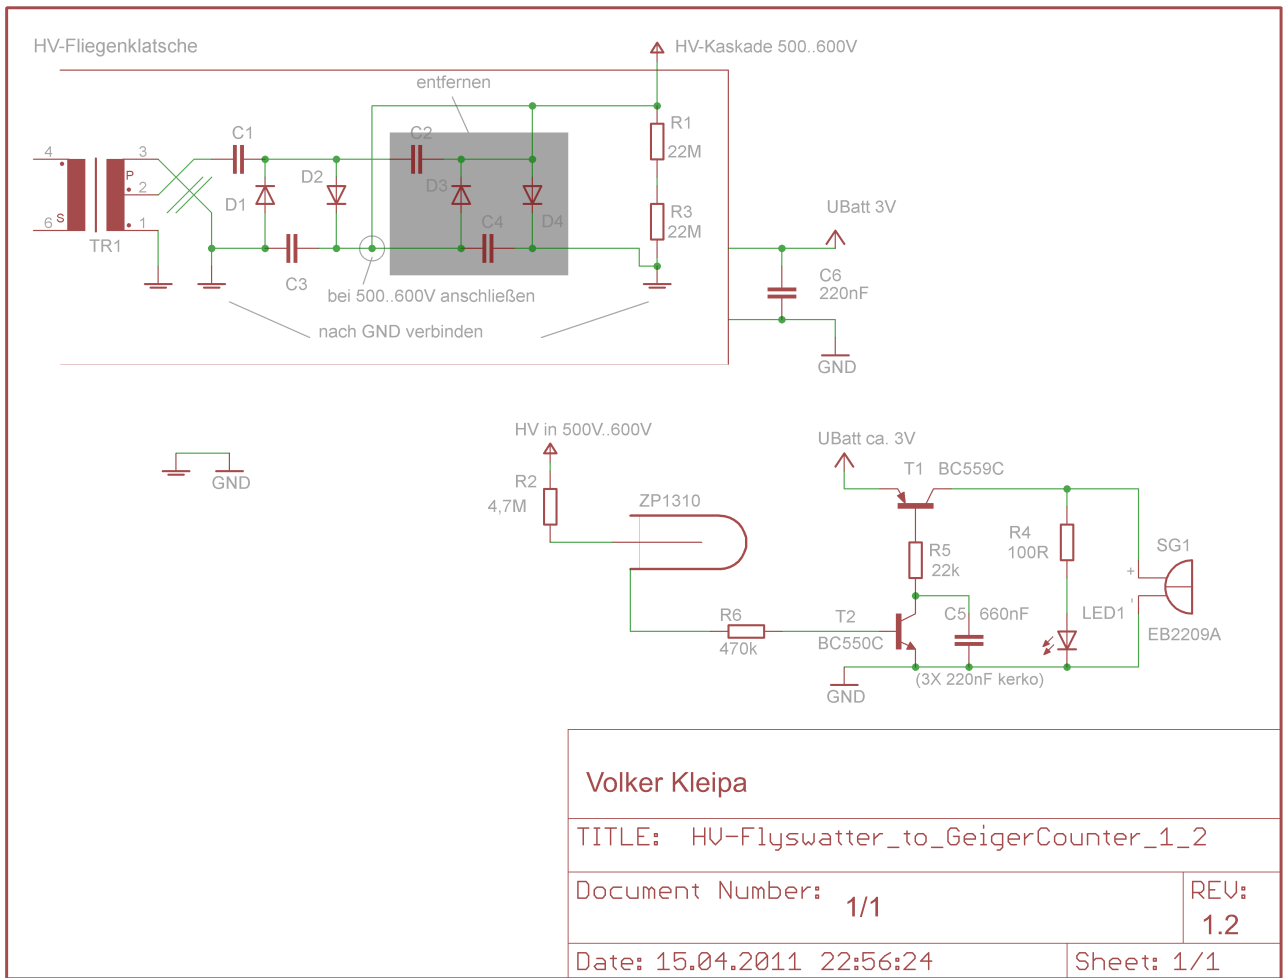 HV-Fliegenklatsche
HV-Kaskade 500..600V
entfernen
C1
C2
R1
22M
4
3
P
2
D1
D2
D3
D4
R3
22M
UBatt 3V
6
S
1
TR1
C4
C3
C6
220nF
bei 500..600V anschließen
nach GND verbinden
GND
HV in 500V..600V
UBatt ca. 3V
T1
BC559C
GND
R2
4,7M
ZP1310
R4
100R
SG1
R5
22k
+
-
R6
470k
T2
BC550C
C5
660nF
LED1
EB2209A
(3X 220nF kerko)
GND
Volker Kleipa
TITLE: HV-Flyswatter_to_GeigerCounter_1_2
Document Number:
1/1
REV:
1.2
Date: 15.04.2011 22:56:24
Sheet: 1/1